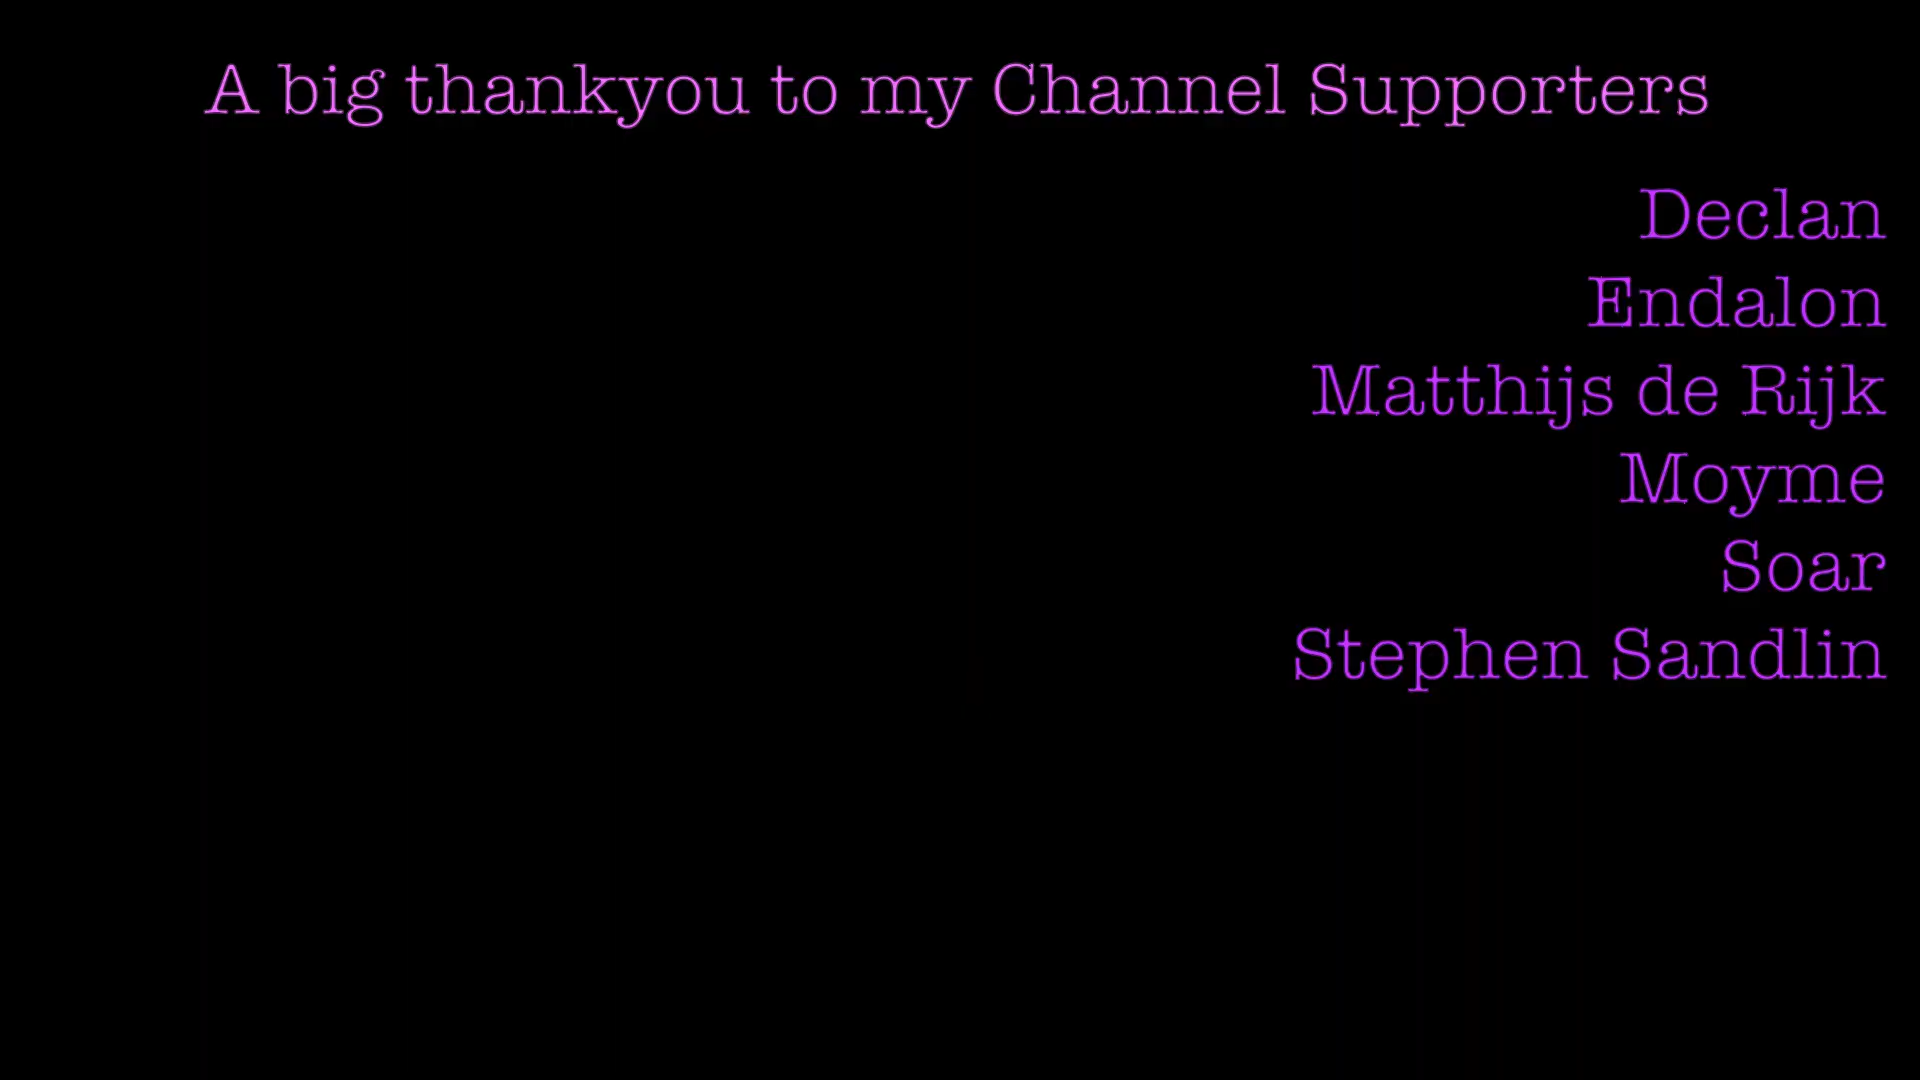 A big thankyou to my Channel Supporters
Declan
Endalon
Matthijs de Rijk
Moyme
Soar
Stephen Sandlin